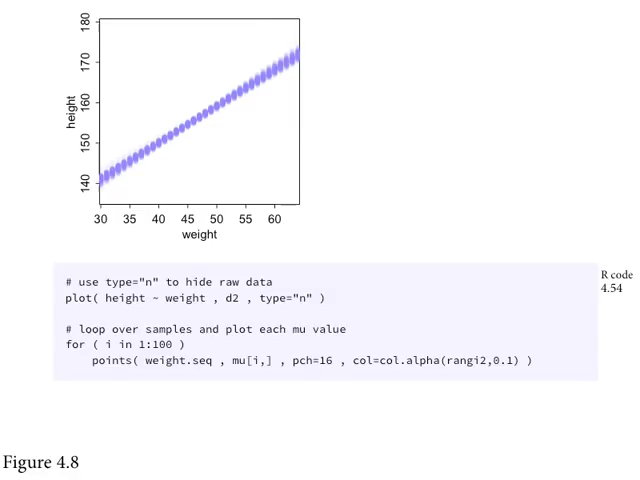 180
170
160
150
140
height
30 35 40 45 50 55 60
weight
R code
4.54
# use type="n" to hide raw data
plot( height ~ weight , d2 , type="n" )
# loop over samples and plot each mu value
for ( i in 1:100 )
points( weight.seq , mu[i,] , pch=16 , col=col.alpha(rangi2,0.1) )
Figure 4.8